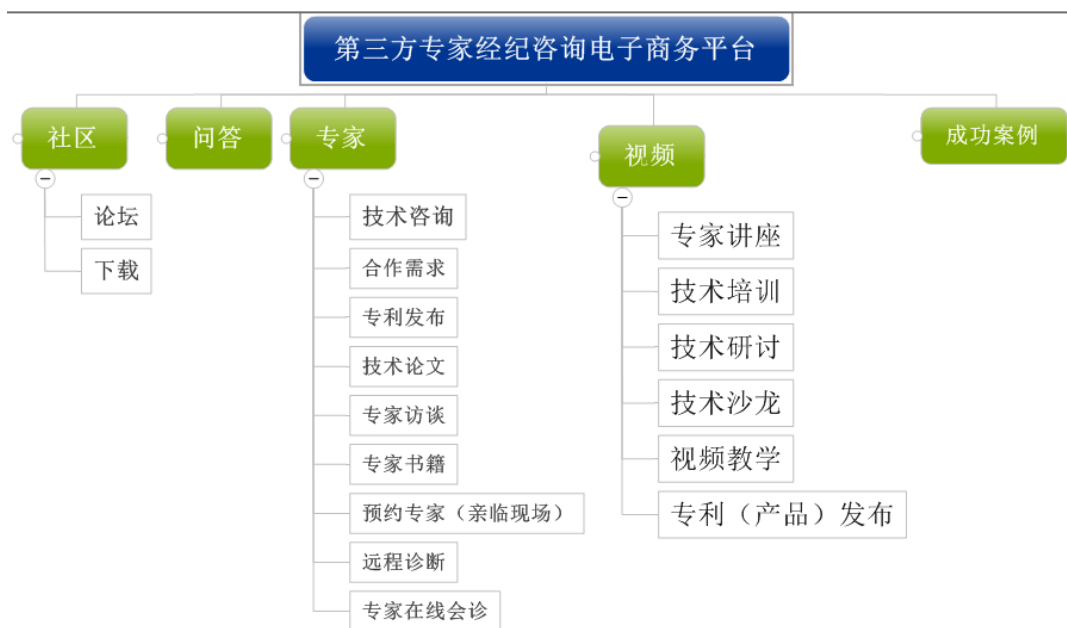 第三方专家经纪咨询电子商务平台
社区
问答
专家
视频
成功案例
论坛
下载
技术咨询
合作需求
专利发布
技术论文
专家访谈
专家书籍
预约专家（亲临现场）
远程诊断
专家在线会诊
专家讲座
技术培训
技术研讨
技术沙龙
视频教学
专利（产品）发布